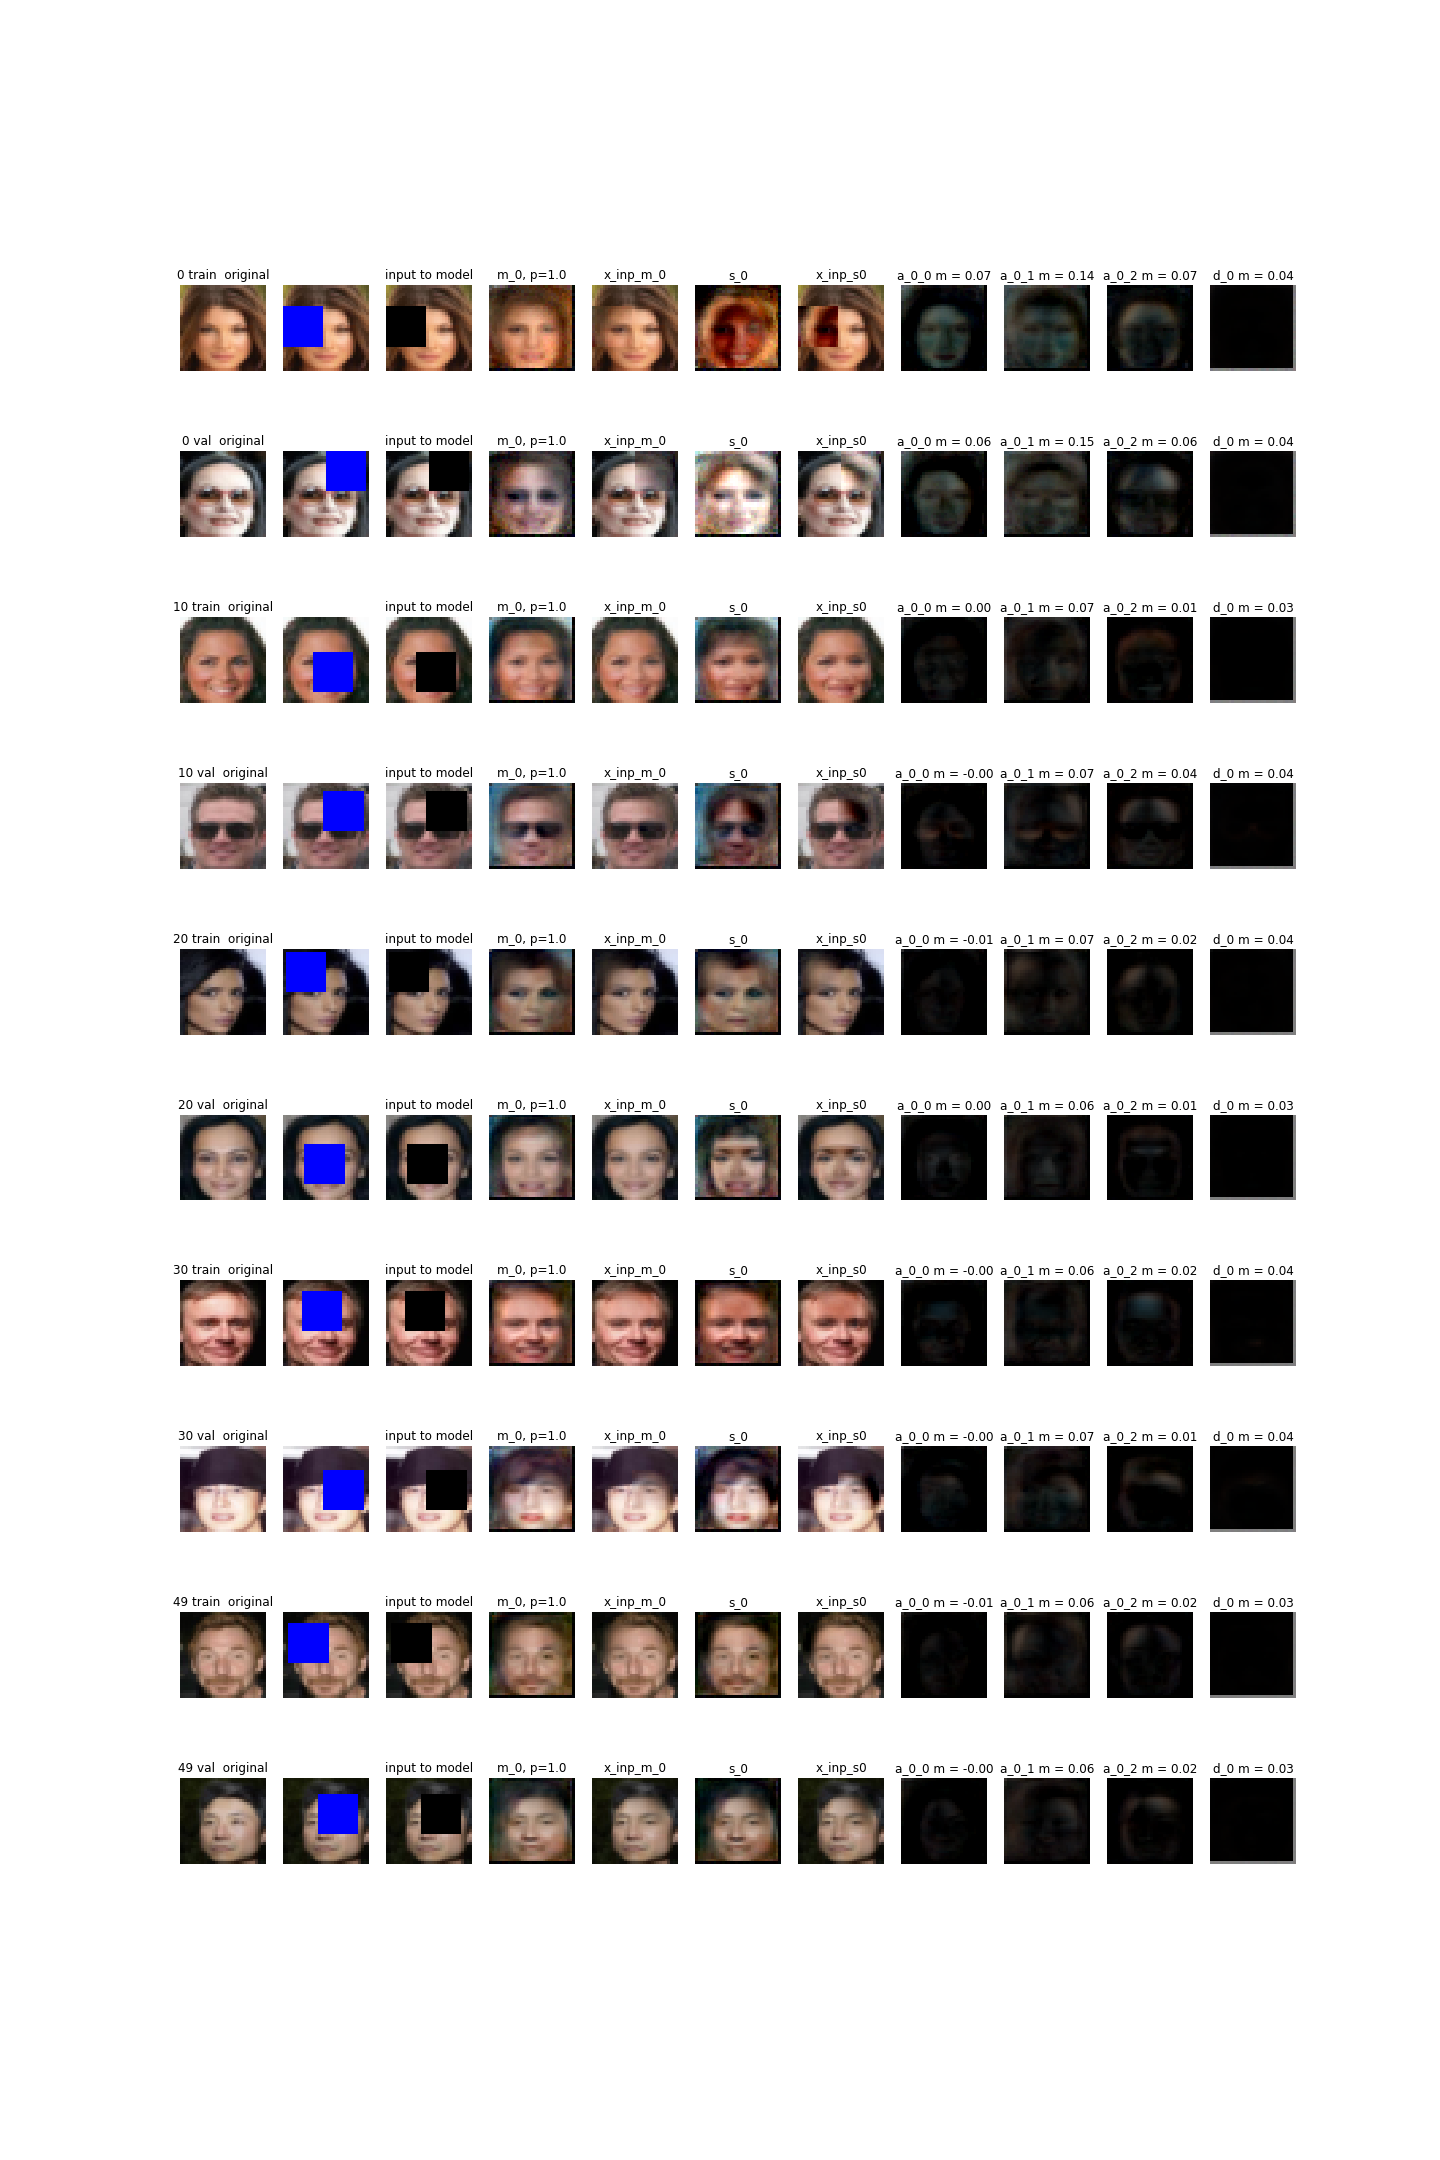 0 train  original input to model m_0, p=1.0 x_inp_m_0 s_0 x_inp_s0 a_0_0 m = 0.07 a_0_1 m = 0.14 a_0_2 m = 0.07 d_0 m = 0.04
0 val  original input to model m_0, p=1.0 x_inp_m_0 s_0 x_inp_s0 a_0_0 m = 0.06 a_0_1 m = 0.15 a_0_2 m = 0.06 d_0 m = 0.04
10 train  original input to model m_0, p=1.0 x_inp_m_0 s_0 x_inp_s0 a_0_0 m = 0.00 a_0_1 m = 0.07 a_0_2 m = 0.01 d_0 m = 0.03
10 val  original input to model m_0, p=1.0 x_inp_m_0 s_0 x_inp_s0 a_0_0 m = -0.00 a_0_1 m = 0.07 a_0_2 m = 0.04 d_0 m = 0.04
20 train  original input to model m_0, p=1.0 x_inp_m_0 s_0 x_inp_s0 a_0_0 m = -0.01 a_0_1 m = 0.07 a_0_2 m = 0.02 d_0 m = 0.04
20 val  original input to model m_0, p=1.0 x_inp_m_0 s_0 x_inp_s0 a_0_0 m = 0.00 a_0_1 m = 0.06 a_0_2 m = 0.01 d_0 m = 0.03
30 train  original input to model m_0, p=1.0 x_inp_m_0 s_0 x_inp_s0 a_0_0 m = -0.00 a_0_1 m = 0.06 a_0_2 m = 0.02 d_0 m = 0.04
30 val  original input to model m_0, p=1.0 x_inp_m_0 s_0 x_inp_s0 a_0_0 m = -0.00 a_0_1 m = 0.07 a_0_2 m = 0.01 d_0 m = 0.04
49 train  original input to model m_0, p=1.0 x_inp_m_0 s_0 x_inp_s0 a_0_0 m = -0.01 a_0_1 m = 0.06 a_0_2 m = 0.02 d_0 m = 0.03
49 val  original input to model m_0, p=1.0 x_inp_m_0 s_0 x_inp_s0 a_0_0 m = -0.00 a_0_1 m = 0.06 a_0_2 m = 0.02 d_0 m = 0.03